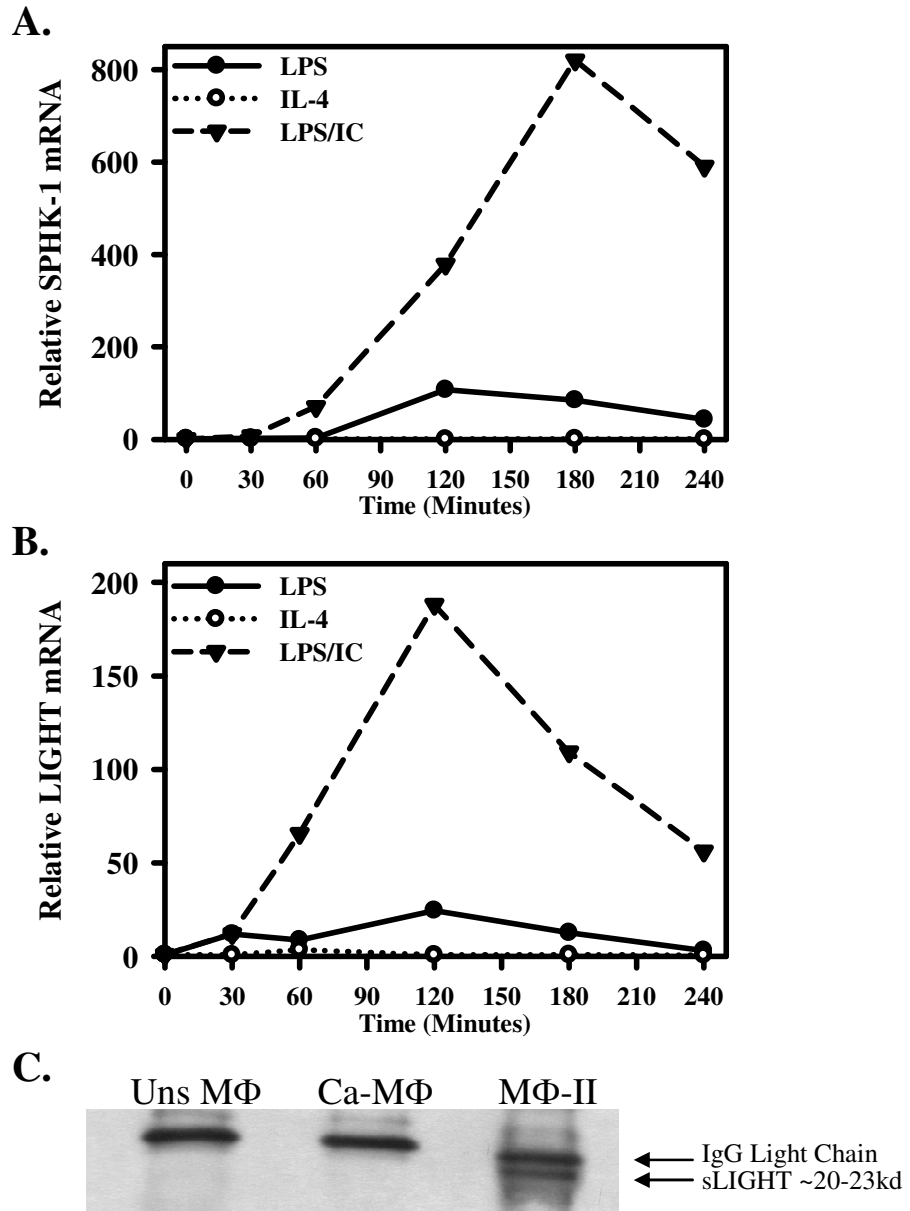 A.
LPS
IL-4
LPS/IC
Relative SPHK-1 mRNA
800
600
400
200
0
0 30 60 90 120 150 180 210 240
Time (Minutes)
B.
LPS
IL-4
LPS/IC
Relative LIGHT mRNA
200
150
100
50
0
0 30 60 90 120 150 180 210 240
Time (Minutes)
C.
Uns MΦ Ca-MΦ MΦ-II
IgG Light Chain
sLIGHT ~20-23kd